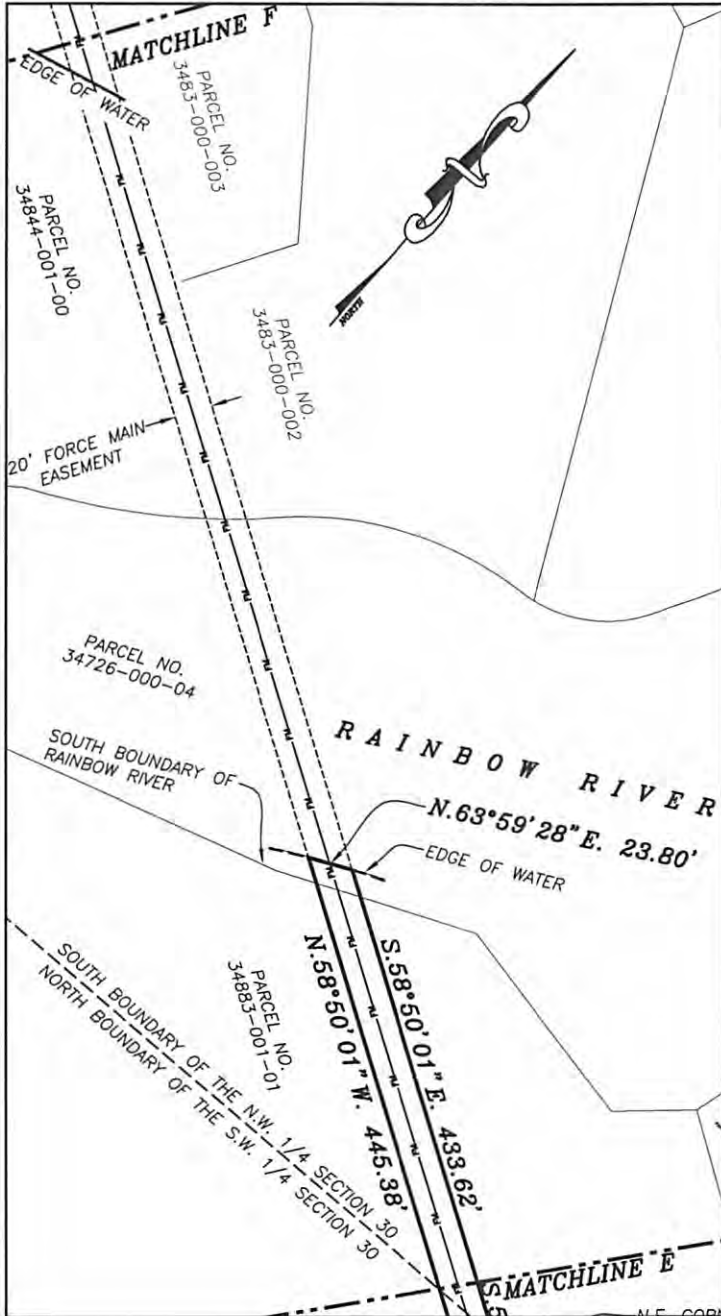 MATCHLINE F
EDGE OF WATER
PARCEL NO.
3483-000-003
PARCEL NO.
34844-001-00
NORTH
PARCEL NO.
3483-000-002
20' FORCE MAIN
EASEMENT
PARCEL NO.
34726-000-04
RAINBOW RIVER
SOUTH BOUNDARY OF
RAINBOW RIVER
N.63°59'28"E. 23.80'
EDGE OF WATER
SOUTH BOUNDARY OF THE N.W. 1/4 SECTION 30
NORTH BOUNDARY OF THE S.W. 1/4 SECTION 30
PARCEL NO.
34883-001-01
N.58°50'01"W. 445.38'
S.58°50'01"E. 433.62'
MATCHLINE E